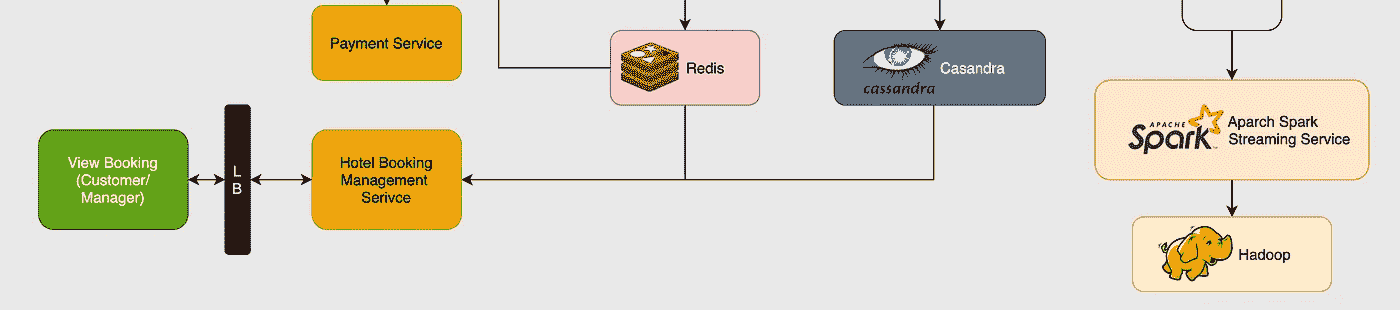 Payment Service
Redis
Casandra
cassandra
APACHE
Spark
TM
Aparch Spark
Streaming Service
View Booking
(Customer/
Manager)
L
B
Hotel Booking
Management
Serivce
Hadoop